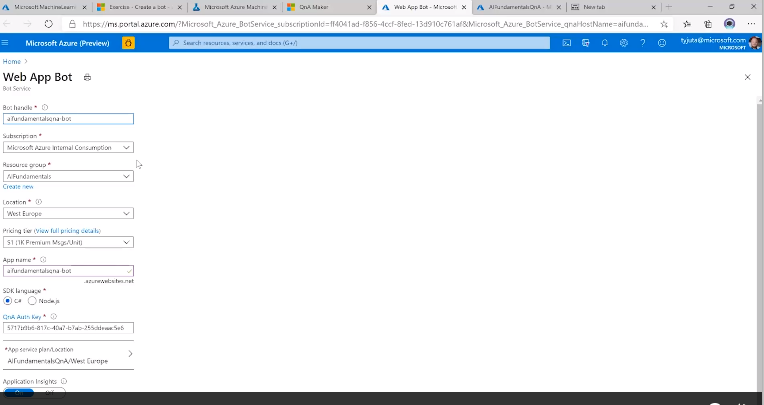 Microsoft MachineLearn
Exercise - Create a bot -
Microsoft Azure Machine
QnA Maker
Web App Bot - Microsoft
AIFundamentalsQnA - Mi
New tab
https://ms.portal.azure.com/?Microsoft_Azure_BotService_subscriptionId=ff4041ad-f856-4ccf-8fed-13d910c761af&Microsoft_Azure_BotService_qnaHostName=aifunda...
Microsoft Azure (Preview)
Search resources, services, and docs (G+/)
tyjuta@microsoft.com
MICROSOFT
Home >
Web App Bot
Bot Service
Bot handle *
aifundamentalsqna-bot
Subscription *
Microsoft Azure Internal Consumption
Resource group *
AIFundamentals
Create new
Location *
West Europe
Pricing tier (View full pricing details)
S1 (1K Premium Msgs/Unit)
App name *
aifundamentalsqna-bot
.azurewebsites.net
SDK language *
C# Node.js
QnA Auth Key *
5717b9b6-817c-40a7-b7ab-255ddeaac5e6
*App service plan/Location
AIFundamentalsQnA/West Europe
Application Insights